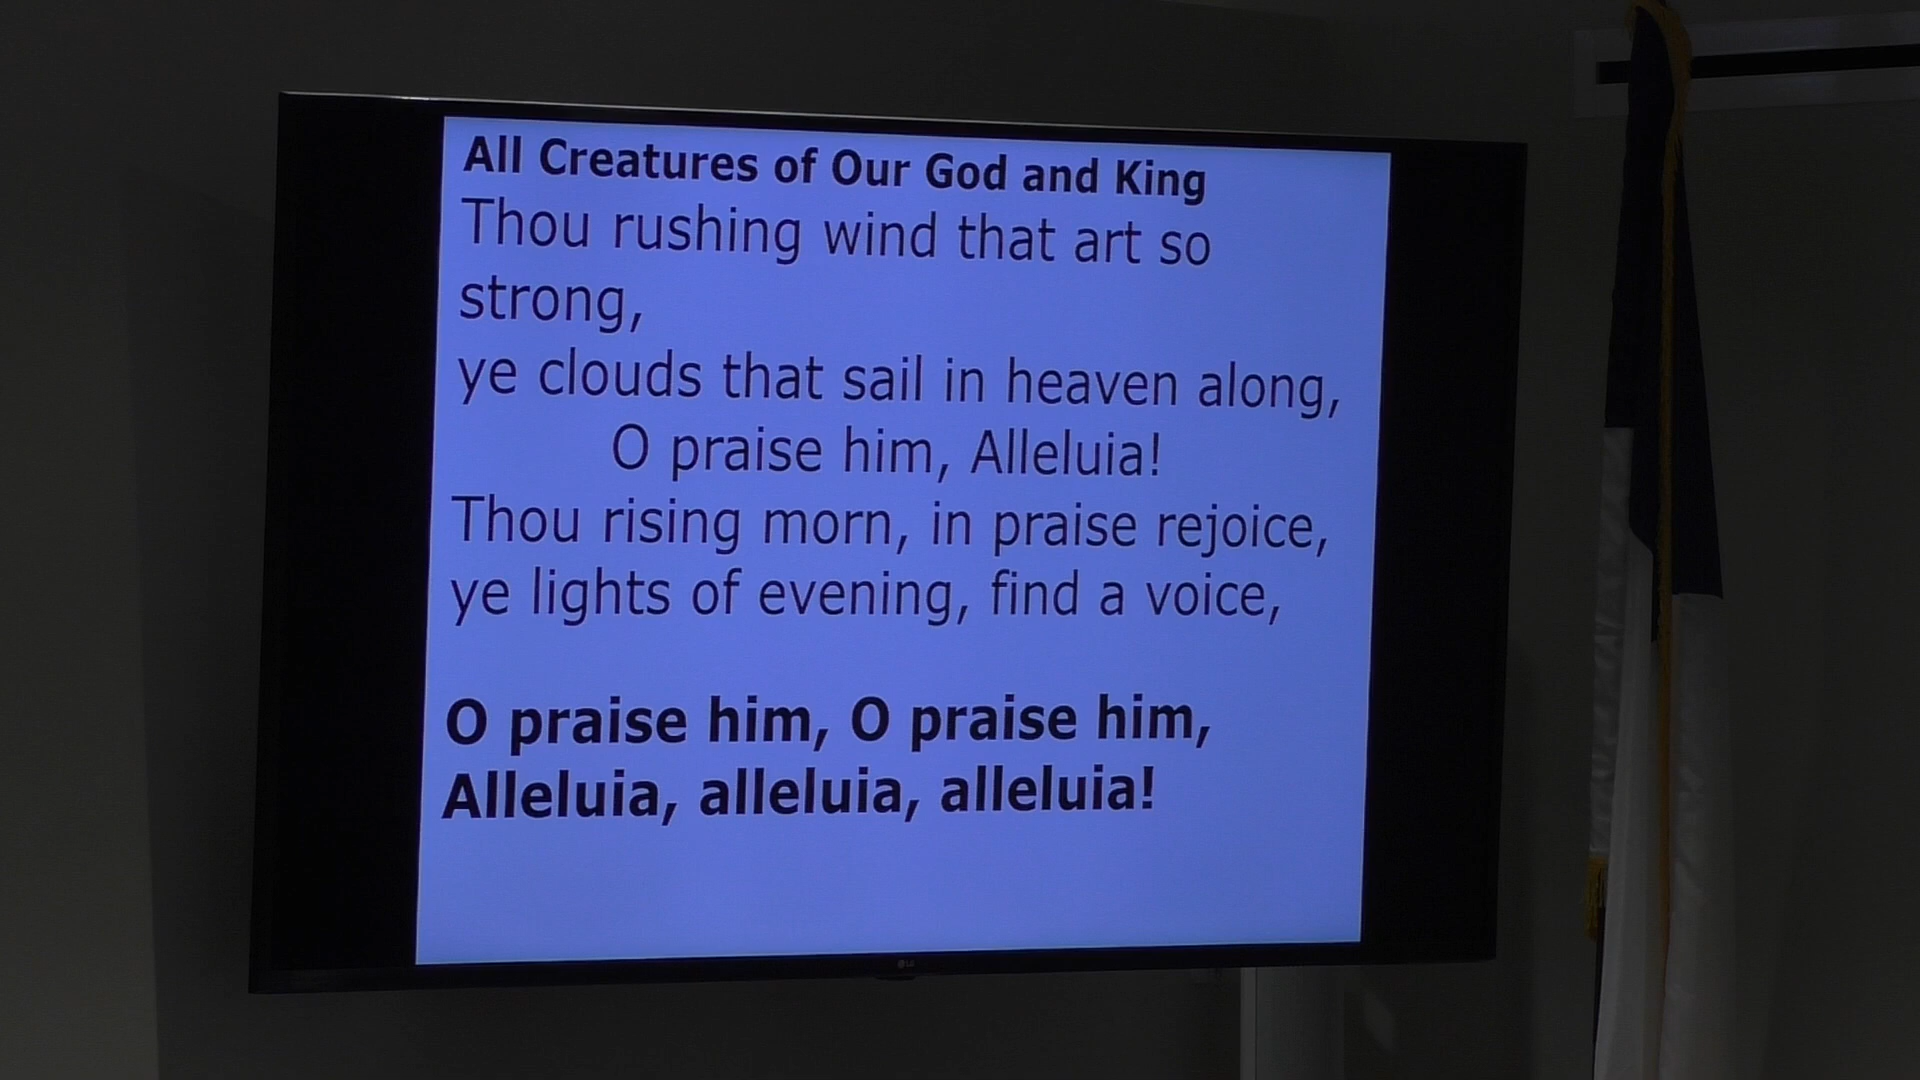 All Creatures of Our God and King
Thou rushing wind that art so
strong,
ye clouds that sail in heaven along,
O praise him, Alleluia!
Thou rising morn, in praise rejoice,
ye lights of evening, find a voice,
O praise him, O praise him,
Alleluia, alleluia, alleluia!
LG